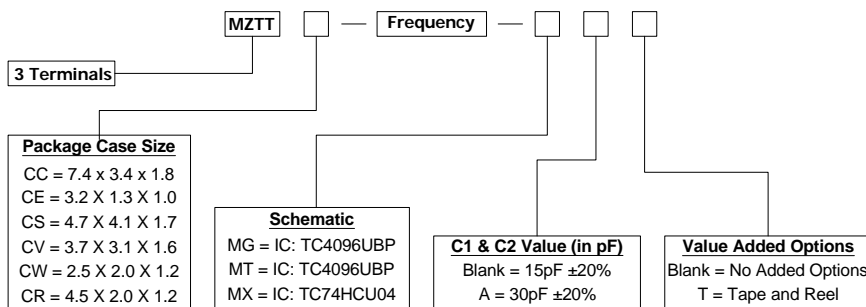 MZTT — Frequency —
3 Terminals
Package Case Size
CC = 7.4 x 3.4 x 1.8
CE = 3.2 X 1.3 X 1.0
CS = 4.7 X 4.1 X 1.7
CV = 3.7 X 3.1 X 1.6
CW = 2.5 X 2.0 X 1.2
CR = 4.5 X 2.0 X 1.2
Schematic
MG = IC: TC4096UBP
MT = IC: TC4096UBP
MX = IC: TC74HCU04
C1 & C2 Value (in pF)
Blank = 15pF ±20%
A = 30pF ±20%
Value Added Options
Blank = No Added Options
T = Tape and Reel